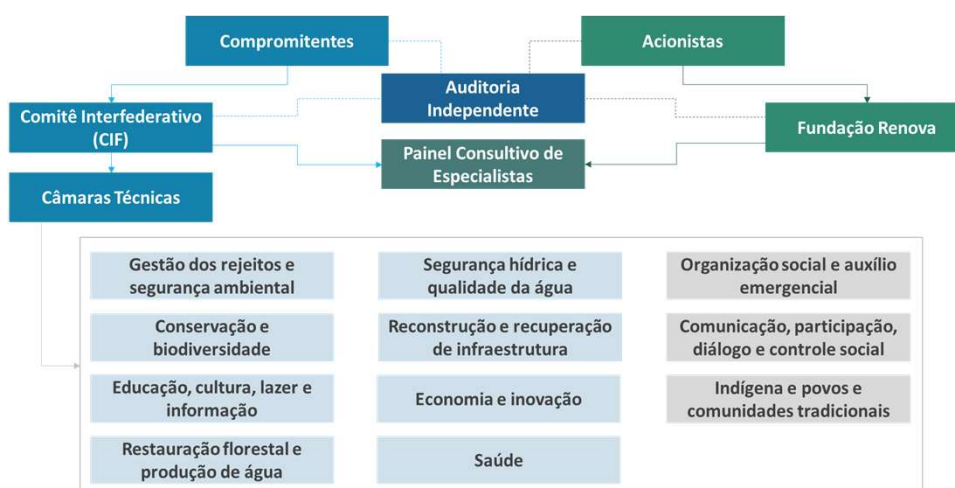 Compromitentes
Acionistas
Auditoria
Independente
Comitê Interfederativo
(CIF)
Fundação Renova
Painel Consultivo de
Especialistas
Câmaras Técnicas
Gestão dos rejeitos e
segurança ambiental
Segurança hídrica e
qualidade da água
Organização social e auxílio
emergencial
Conservação e
biodiversidade
Reconstrução e recuperação
de infraestrutura
Comunicação, participação,
diálogo e controle social
Educação, cultura, lazer e
informação
Economia e inovação
Indígena e povos e
comunidades tradicionais
Restauração florestal e
produção de água
Saúde